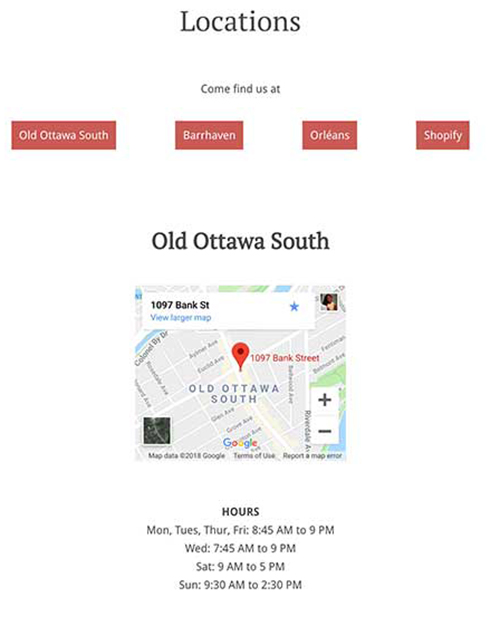 Locations
Come find us at
Old Ottawa South
Barrhaven
Orléans
Shopify
Old Ottawa South
1097 Bank St
View larger map
1097 Bank Street
Colonel By Dr
Aylmer Ave
Euclid Ave
Rosedale Ave
Fentiman
Belmont Ave
Bellwood Ave
OLD OTTAWA
SOUTH
Glen Ave
Grove Ave
Riverdale Ave
Google
Map data ©2018 Google Terms of Use Report a map error
HOURS
Mon, Tues, Thur, Fri: 8:45 AM to 9 PM
Wed: 7:45 AM to 9 PM
Sat: 9 AM to 5 PM
Sun: 9:30 AM to 2:30 PM